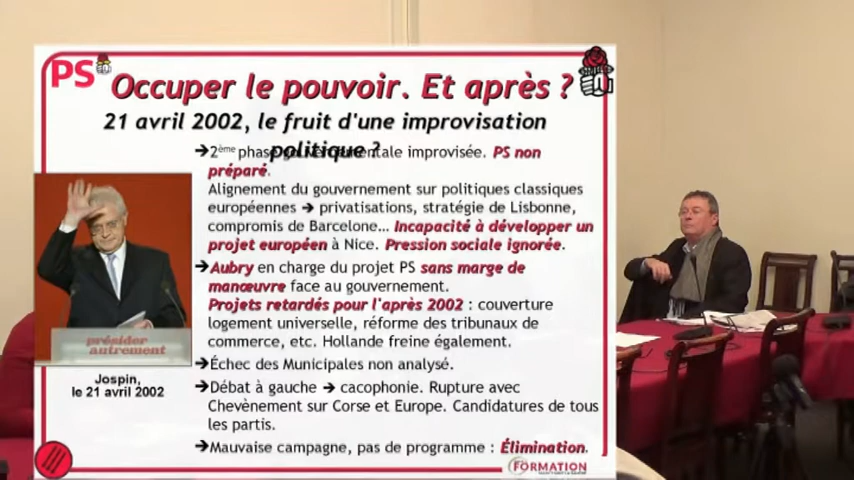 PS
Occuper le pouvoir. Et après ?
21 avril 2002, le fruit d'une improvisation
politique ?
➔2ème phase gouvernementale improvisée. PS non
préparé.
Alignement du gouvernement sur politiques classiques
européennes ➔ privatisations, stratégie de Lisbonne,
compromis de Barcelone... Incapacité à développer un
projet européen à Nice. Pression sociale ignorée.
➔Aubry en charge du projet PS sans marge de
manœuvre face au gouvernement.
Projets retardés pour l'après 2002 : couverture
logement universelle, réforme des tribunaux de
commerce, etc. Hollande freine également.
présider
autrement
➔Échec des Municipales non analysé.
Jospin,
le 21 avril 2002
➔Débat à gauche ➔ cacophonie. Rupture avec
Chevènement sur Corse et Europe. Candidatures de tous
les partis.
➔Mauvaise campagne, pas de programme : Élimination.
FORMATION